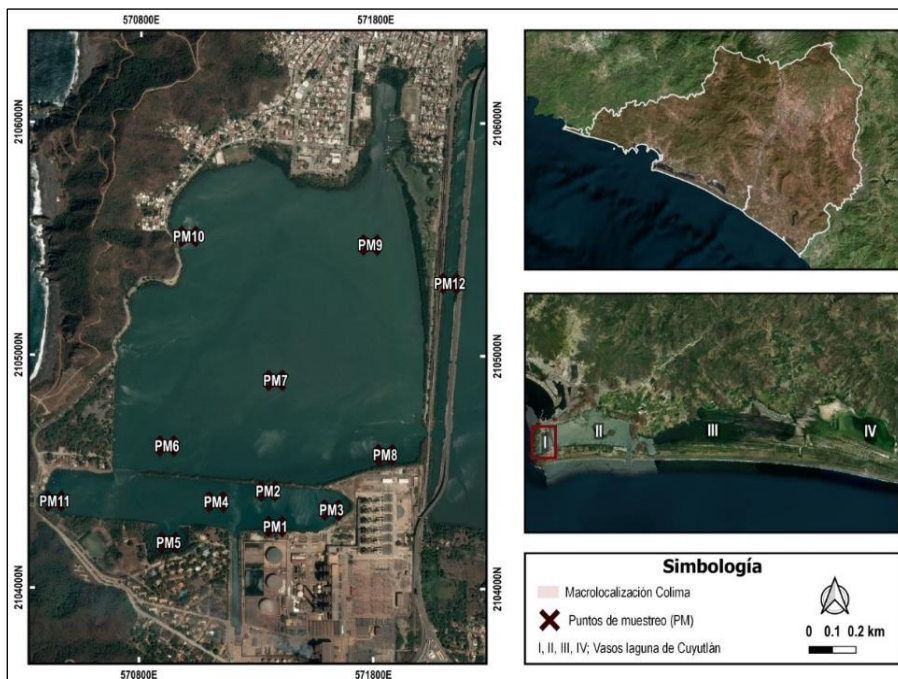 570800E 571800E
2106000N 2106000N
PM10 PM9
PM12
2105000N 2105000N
PM7
PM6 PM8
PM11 PM4 PM2 PM3
PM1
PM5
2104000N 2104000N
570800E 571800E
I II III IV
Simbología
Macrolocalización Colima
Puntos de muestreo (PM)
0 0.1 0.2 km
I, II, III, IV; Vasos laguna de Cuyutlán